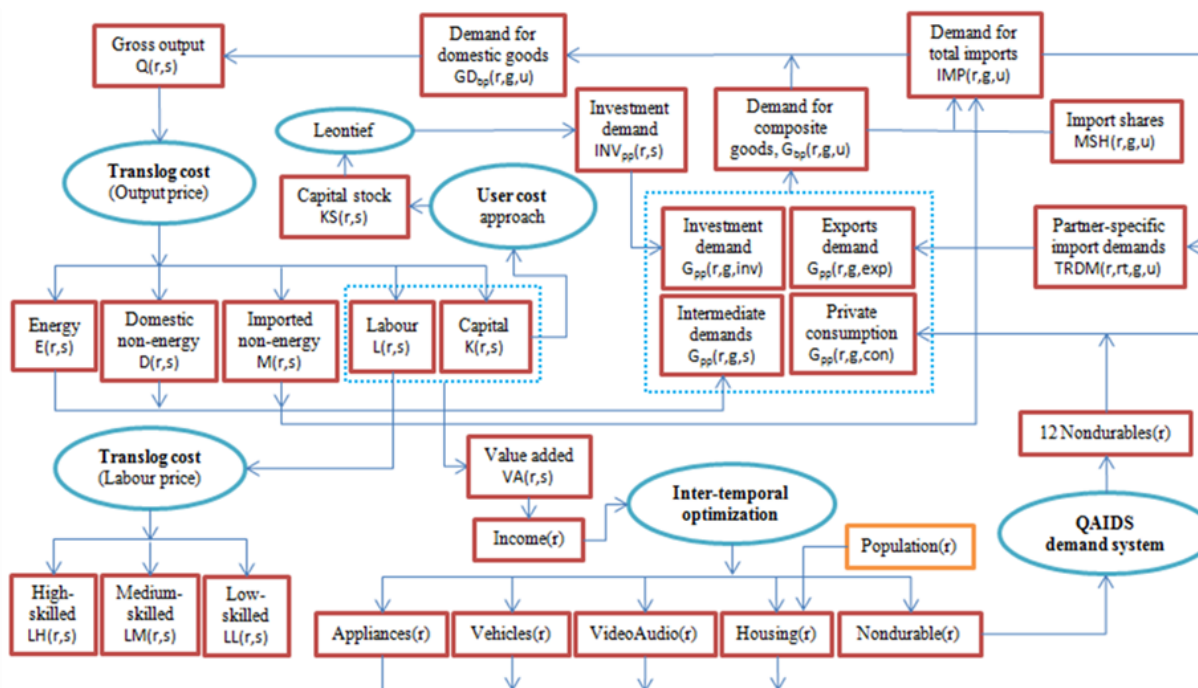 Gross output
Q(r,s)
Demand for
domestic goods
GDbp(r,g,u)
Demand for
total imports
IMP(r,g,u)
Leontief
Investment
demand
INVpp(r,s)
Demand for
composite
goods, Gbp(r,g,u)
Import shares
MSH(r,g,u)
Translog cost
(Output price)
Capital stock
KS(r,s)
User cost
approach
Investment
demand
Gpp(r,g,inv)
Exports
demand
Gpp(r,g,exp)
Partner-specific
import demands
TRDM(r,rt,g,u)
Energy
E(r,s)
Domestic
non-energy
D(r,s)
Imported
non-energy
M(r,s)
Labour
L(r,s)
Capital
K(r,s)
Intermediate
demands
Gpp(r,g,s)
Private
consumption
Gpp(r,g,con)
12 Nondurables(r)
Translog cost
(Labour price)
Value added
VA(r,s)
Income(r)
Inter-temporal
optimization
Population(r)
QAIDS
demand system
High-
skilled
LH(r,s)
Medium-
skilled
LM(r,s)
Low-
skilled
LL(r,s)
Appliances(r)
Vehicles(r)
VideoAudio(r)
Housing(r)
Nondurable(r)